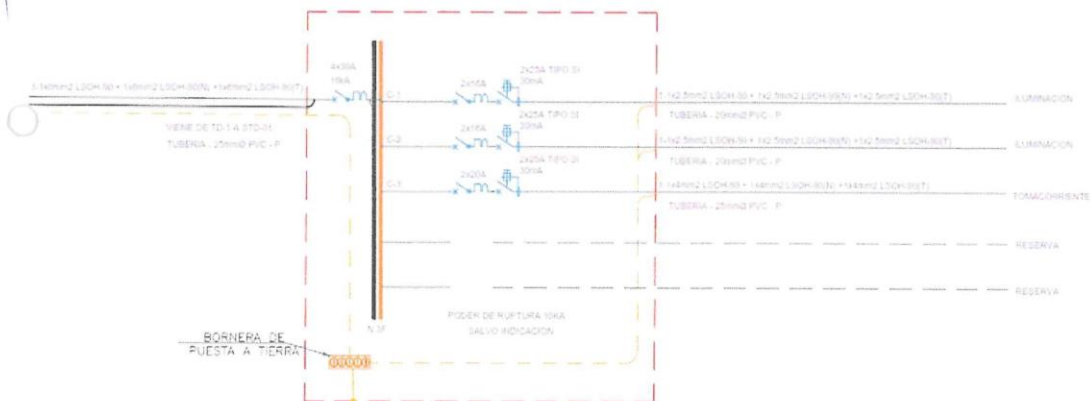 4x30A
10kA
1-1x6mm2 LSOH-90 + 1x6mm2 LSOH-90(N) +1x6mm2 LSOH-90(T)
VIENE DE TD-1 A STD-01
TUBERIA - 25mmØ PVC - P
C-1
2x16A
2x25A TIPO SI
30mA
1-1x2.5mm2 LSOH-90 + 1x2.5mm2 LSOH-90(N) +1x2.5mm2 LSOH-90(T)
TUBERIA - 20mmØ PVC - P
ILUMINACION
C-2
2x16A
2x25A TIPO SI
30mA
1-1x2.5mm2 LSOH-90 + 1x2.5mm2 LSOH-90(N) +1x2.5mm2 LSOH-90(T)
TUBERIA - 20mmØ PVC - P
ILUMINACION
C-3
2x20A
2x25A TIPO SI
30mA
1-1x4mm2 LSOH-90 + 1x4mm2 LSOH-90(N) +1x4mm2 LSOH-90(T)
TUBERIA - 25mmØ PVC - P
TOMACORRIENTE
RESERVA
RESERVA
PODER DE RUPTURA 10KA
SALVO INDICACION
BORNERA DE
PUESTA A TIERRA